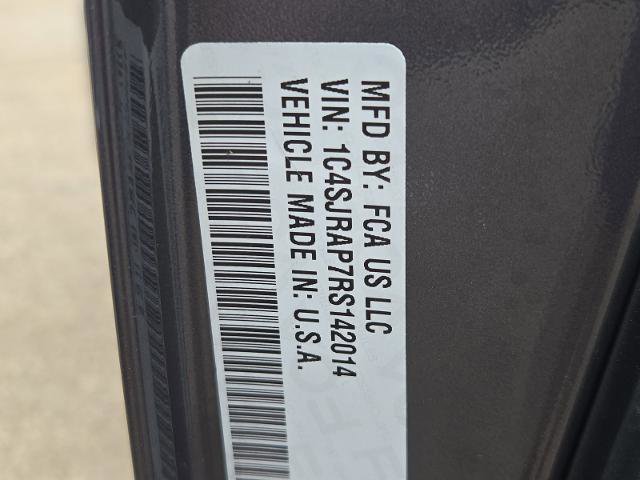 MFD BY: FCA US LLC
VIN: 1C4SJRAP7RS142014
VEHICLE MADE IN: U.S.A.